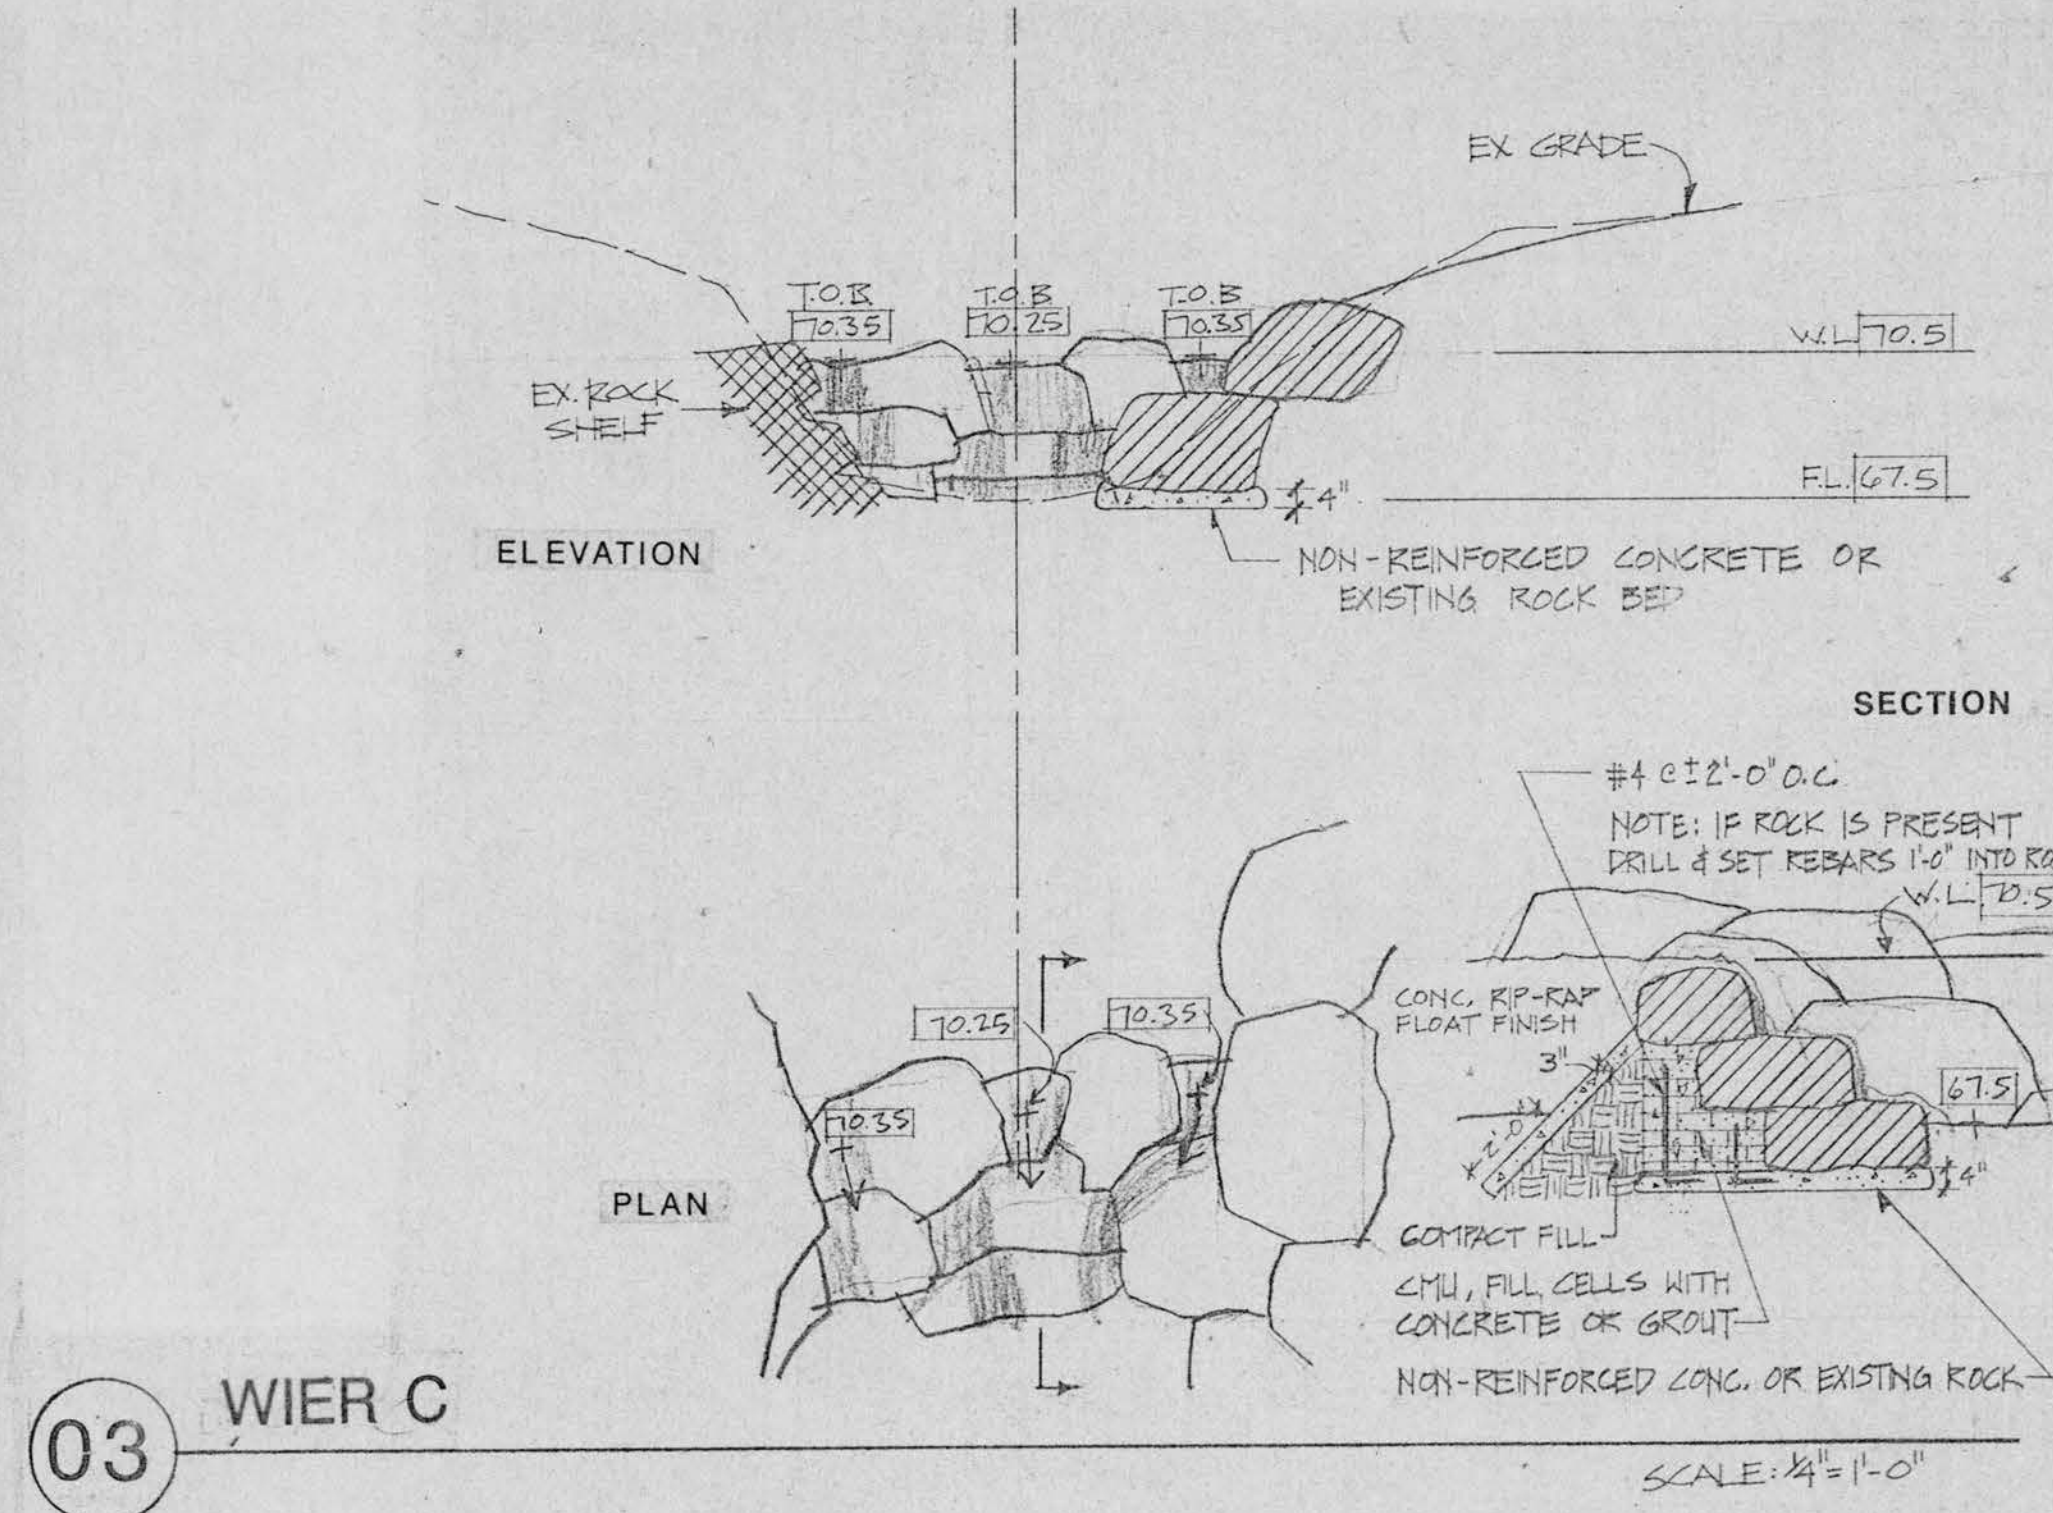 EX GRADE
T.O.B. T.O.B T.O.B
70.35 70.25 70.35
W.L. 70.5
EX. ROCK
SHELF
F.L. 67.5
4"
ELEVATION
NON-REINFORCED CONCRETE OR
EXISTING ROCK BED
SECTION
#4 @ ± 2'-0" O.C.
NOTE: IF ROCK IS PRESENT
DRILL & SET REBARS 1'-0" INTO
W.L. 70.5
CONC. RIP-RAP
FLOAT FINISH
3"
67.5
2'-0"
4"
70.25 70.35
70.35
PLAN
COMPACT FILL
CMU, FILL CELLS WITH
CONCRETE OR GROUT
NON-REINFORCED CONC. OR EXISTING ROCK
03 WIER C
SCALE: 1/4" = 1'-0"